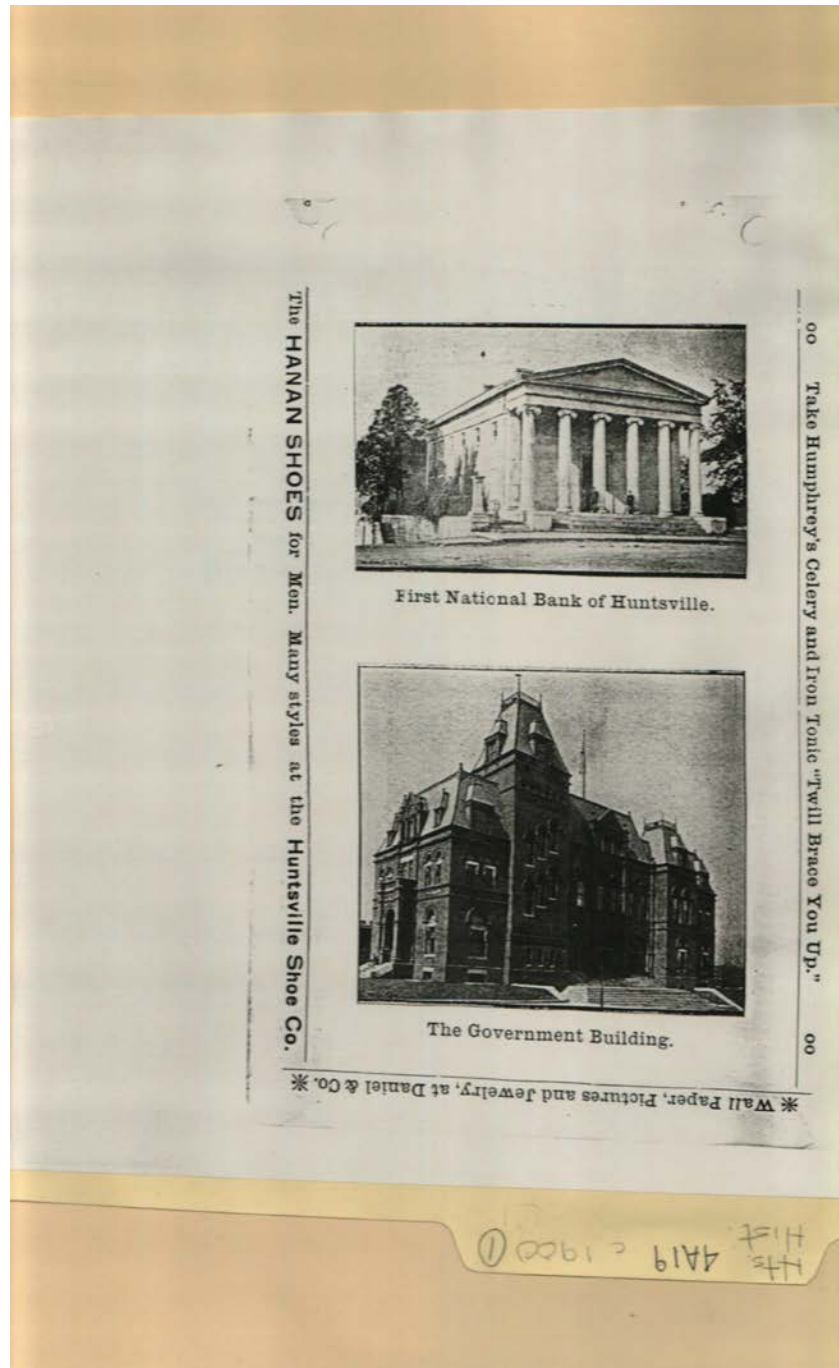 oo Take Humphrey's Celery and Iron Tonic "Twill Brace You Up." oo
First National Bank of Huntsville.
The Government Building.
The HANAN SHOES for Men. Many styles at the Huntsville Shoe Co.
※ Wall Paper, Pictures and Jewelry, at Daniel & Co. ※
Hts. Hist. 4A19 c 1900 ①